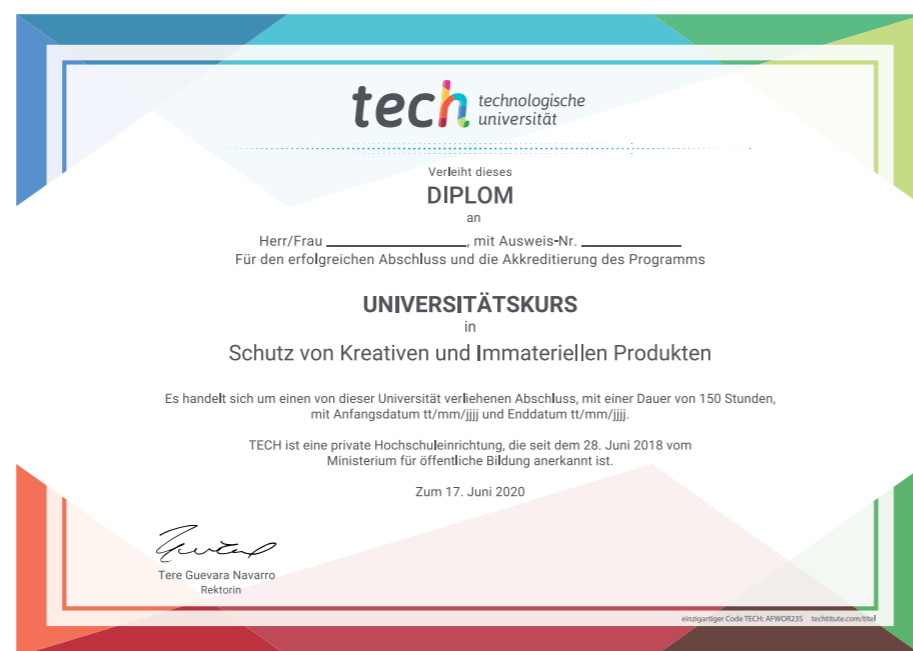 tech technologische
universität
Verleiht dieses
DIPLOM
an
Herr/Frau ____________________, mit Ausweis-Nr. ______________
Für den erfolgreichen Abschluss und die Akkreditierung des Programms
UNIVERSITÄTSKURS
in
Schutz von Kreativen und Immateriellen Produkten
Es handelt sich um einen von dieser Universität verliehenen Abschluss, mit einer Dauer von 150 Stunden,
mit Anfangsdatum tt/mm/jjjj und Enddatum tt/mm/jjjj.
TECH ist eine private Hochschuleinrichtung, die seit dem 28. Juni 2018 vom
Ministerium für öffentliche Bildung anerkannt ist.
Zum 17. Juni 2020
Tere Guevara Navarro
Rektorin
einzigartiger Code TECH: AFWOR23S techtitute.com/titel